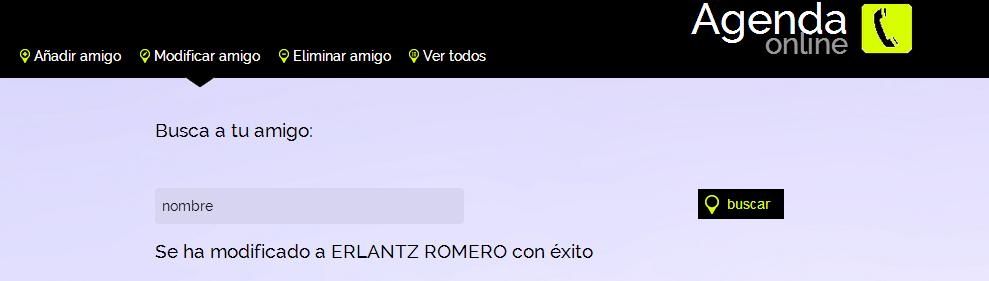 Agenda
online
Añadir amigo Modificar amigo Eliminar amigo Ver todos
Busca a tu amigo:
nombre buscar
Se ha modificado a ERLANTZ ROMERO con éxito